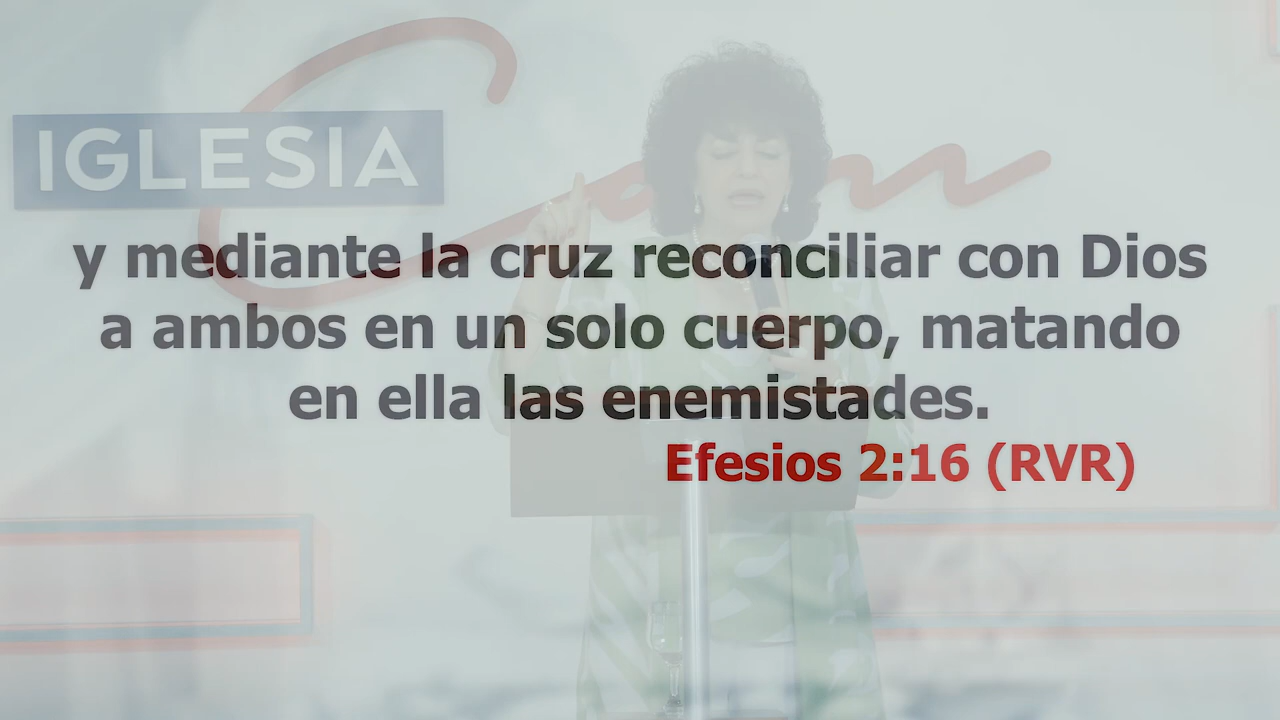 IGLESIA
y mediante la cruz reconciliar con Dios
a ambos en un solo cuerpo, matando
en ella las enemistades.
Efesios 2:16 (RVR)